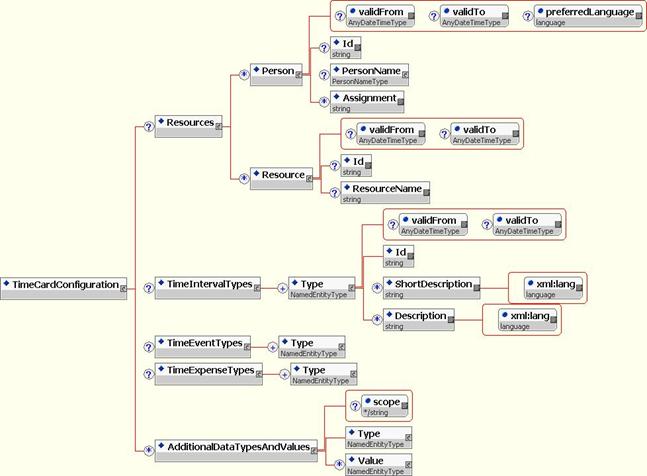 validFrom validTo preferredLanguage
AnyDateTimeType AnyDateTimeType language
Id
string
Person
PersonName
PersonNameType
Assignment
string
Resources
validFrom validTo
AnyDateTimeType AnyDateTimeType
Id
string
Resource
ResourceName
string
validFrom validTo
AnyDateTimeType AnyDateTimeType
Id
string
TimeCardConfiguration
TimeIntervalTypes
Type
NamedEntityType
ShortDescription
string
xml:lang
language
Description
string
xml:lang
language
TimeEventTypes
Type
NamedEntityType
TimeExpenseTypes
Type
NamedEntityType
scope
*/string
Type
NamedEntityType
AdditionalDataTypesAndValues
Value
NamedEntityType